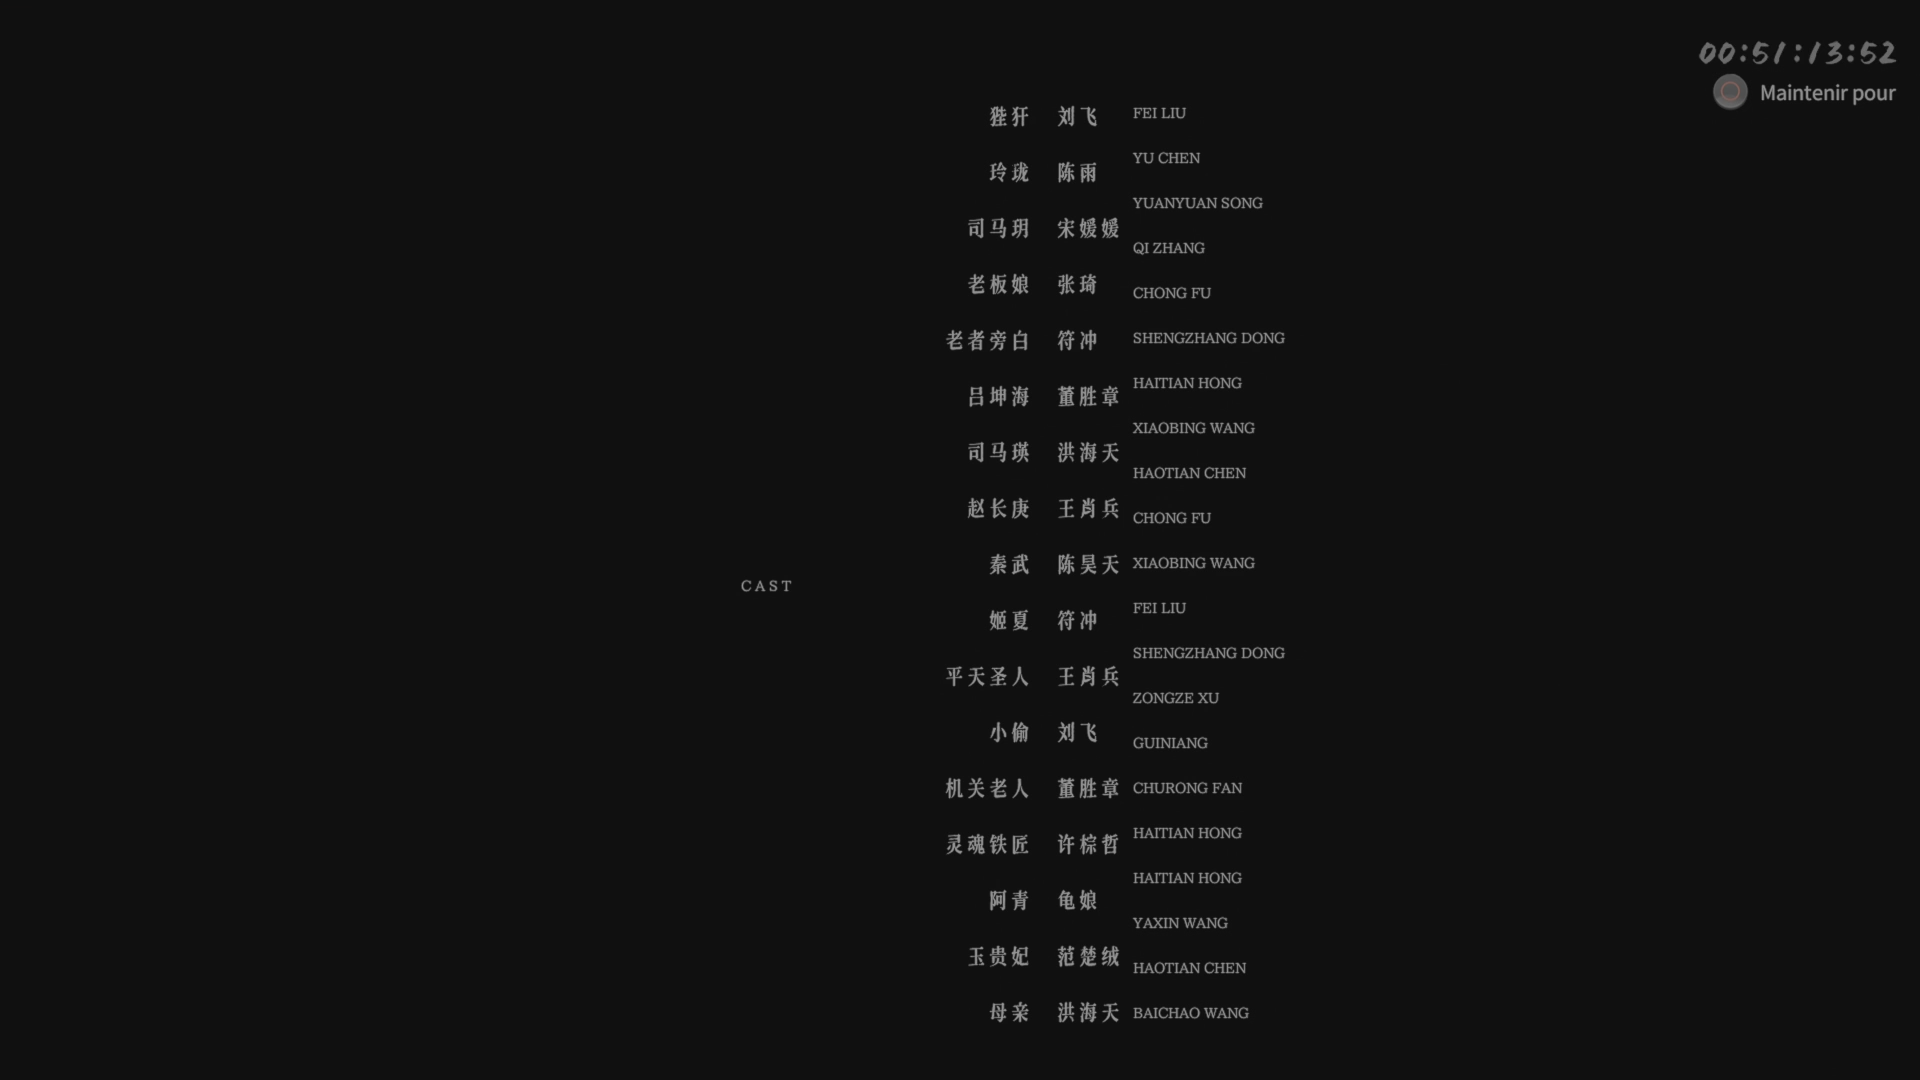 00:51:13:52
Maintenir pour
狴犴 刘飞 FEI LIU
YU CHEN
玲珑 陈雨
YUANYUAN SONG
司马玥 宋媛媛
QI ZHANG
老板娘 张琦
CHONG FU
老者旁白 符冲 SHENGZHANG DONG
HAITIAN HONG
吕坤海 董胜章
XIAOBING WANG
司马瑛 洪海天
HAOTIAN CHEN
赵长庚 王肖兵
CHONG FU
秦武 陈昊天 XIAOBING WANG
CAST
FEI LIU
姬夏 符冲
SHENGZHANG DONG
平天圣人 王肖兵
ZONGZE XU
小偷 刘飞
GUINIANG
机关老人 董胜章 CHURONG FAN
HAITIAN HONG
灵魂铁匠 许棕哲
HAITIAN HONG
阿青 龟娘
YAXIN WANG
玉贵妃 范楚绒
HAOTIAN CHEN
母亲 洪海天 BAICHAO WANG